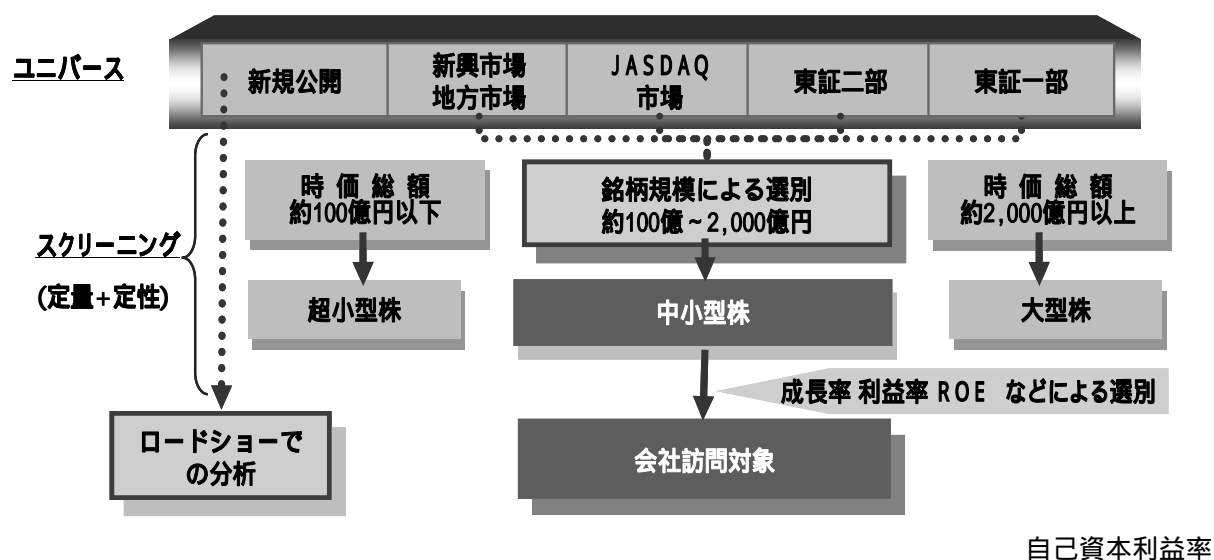 ユニバース
新規公開
新興市場
地方市場
JASDAQ
市場
東証二部
東証一部
時価総額
約100億円以下
銘柄規模による選別
約100億~2,000億円
時価総額
約2,000億円以上
スクリーニング
(定量+定性)
超小型株
中小型株
大型株
成長率 利益率 ROE などによる選別
ロードショーで
の分析
会社訪問対象
自己資本利益率